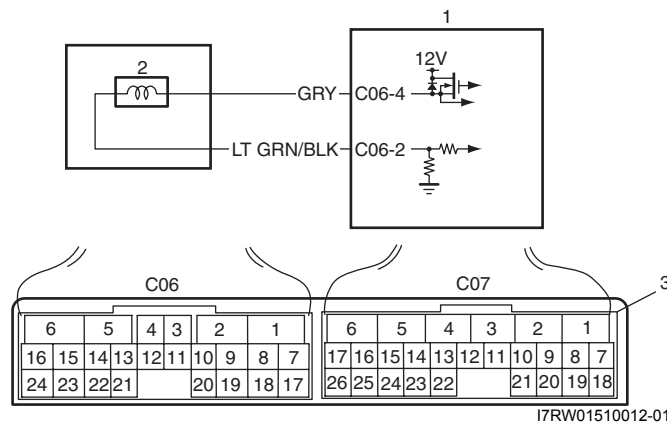 1
2
12V
GRY C06-4
LT GRN/BLK C06-2
C06 C07 3
6 5 4 3 2 1 6 5 4 3 2 1
16 15 14 13 12 11 10 9 8 7 17 16 15 14 13 12 11 10 9 8 7
24 23 22 21 20 19 18 17 26 25 24 23 22 21 20 19 18
I7RW01510012-01